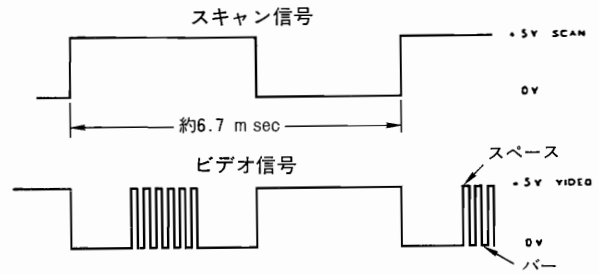 スキャン信号
+5V SCAN
0V
約6.7 m sec
ビデオ信号
スペース
+5V VIDEO
0V
バー